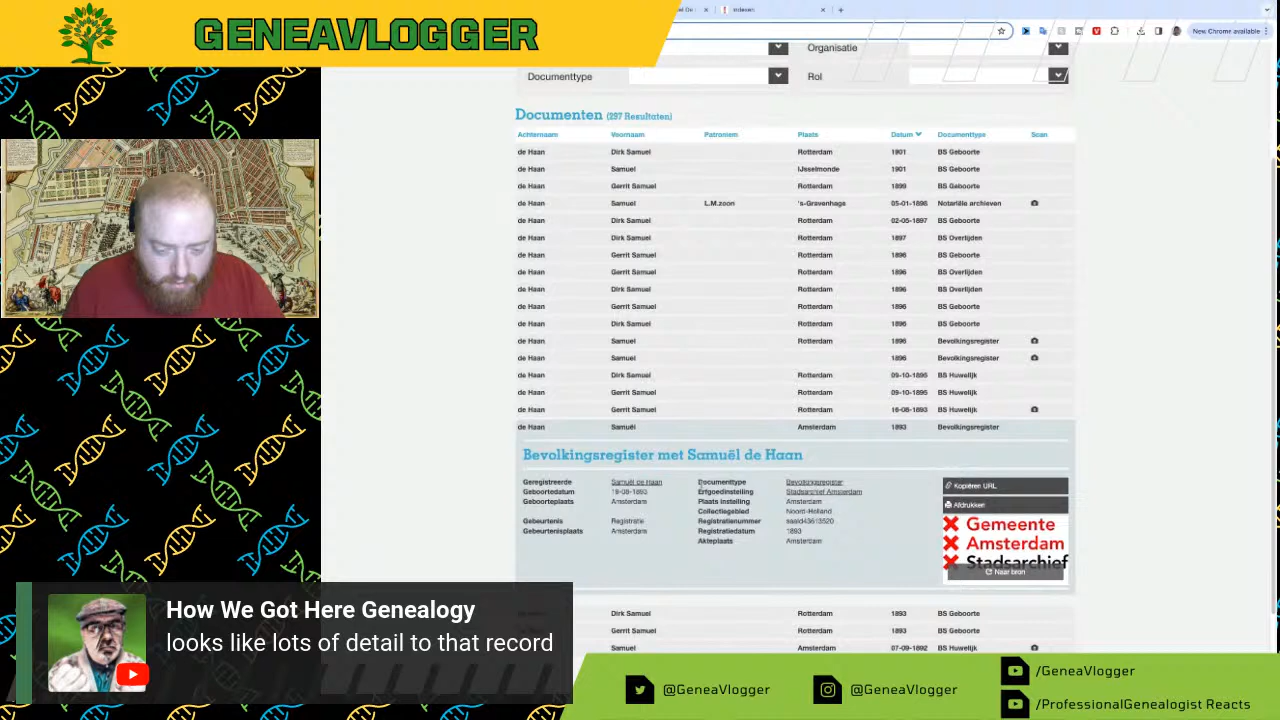 GENEAVLOGGER
indexen
New Chrome available
Organisatie
Documenttype Rol
Documenten (297 Resultaten)
Achternaam Voornaam Patroniem Plaats Datum Documenttype Scan
de Haan Dirk Samuel Rotterdam 1901 BS Geboorte
de Haan Samuel IJsselmonde 1901 BS Geboorte
de Haan Gerrit Samuel Rotterdam 1899 BS Geboorte
de Haan Samuel L.M.zoon 's-Gravenhage 05-01-1898 Notariële archieven
de Haan Dirk Samuel Rotterdam 02-05-1897 BS Geboorte
de Haan Dirk Samuel Rotterdam 1897 BS Overlijden
de Haan Gerrit Samuel Rotterdam 1896 BS Geboorte
de Haan Gerrit Samuel Rotterdam 1896 BS Overlijden
de Haan Dirk Samuel Rotterdam 1896 BS Overlijden
de Haan Gerrit Samuel Rotterdam 1896 BS Geboorte
de Haan Dirk Samuel Rotterdam 1896 BS Geboorte
de Haan Samuel Rotterdam 1896 Bevolkingsregister
de Haan Samuel 1896 Bevolkingsregister
de Haan Dirk Samuel Rotterdam 09-10-1895 BS Huwelijk
de Haan Gerrit Samuel Rotterdam 09-10-1895 BS Huwelijk
de Haan Gerrit Samuel Rotterdam 16-08-1893 BS Huwelijk
de Haan Samuël Amsterdam 1893 Bevolkingsregister
Bevolkingsregister met Samuël de Haan
Geregistreerde Samuël de Haan Documenttype Bevolkingsregister
Geboortedatum 18-08-1893 Erfgoedinstelling Stadsarchief Amsterdam
Geboorteplaats Amsterdam Plaats instelling Amsterdam
Collectiegebied Noord-Holland
Gebeurtenis Registratie Registratienummer saaid43613520
Gebeurtenisplaats Amsterdam Registratiedatum 1893
Akteplaats Amsterdam
Kopiëren URL
Afdrukken
Gemeente
Amsterdam
Stadsarchief
Naar bron
Dirk Samuel Rotterdam 1893 BS Geboorte
Gerrit Samuel Rotterdam 1893 BS Geboorte
Samuel Amsterdam 07-09-1892 BS Huwelijk
How We Got Here Genealogy
looks like lots of detail to that record
@GeneaVlogger @GeneaVlogger
/GeneaVlogger
/ProfessionalGenealogist Reacts